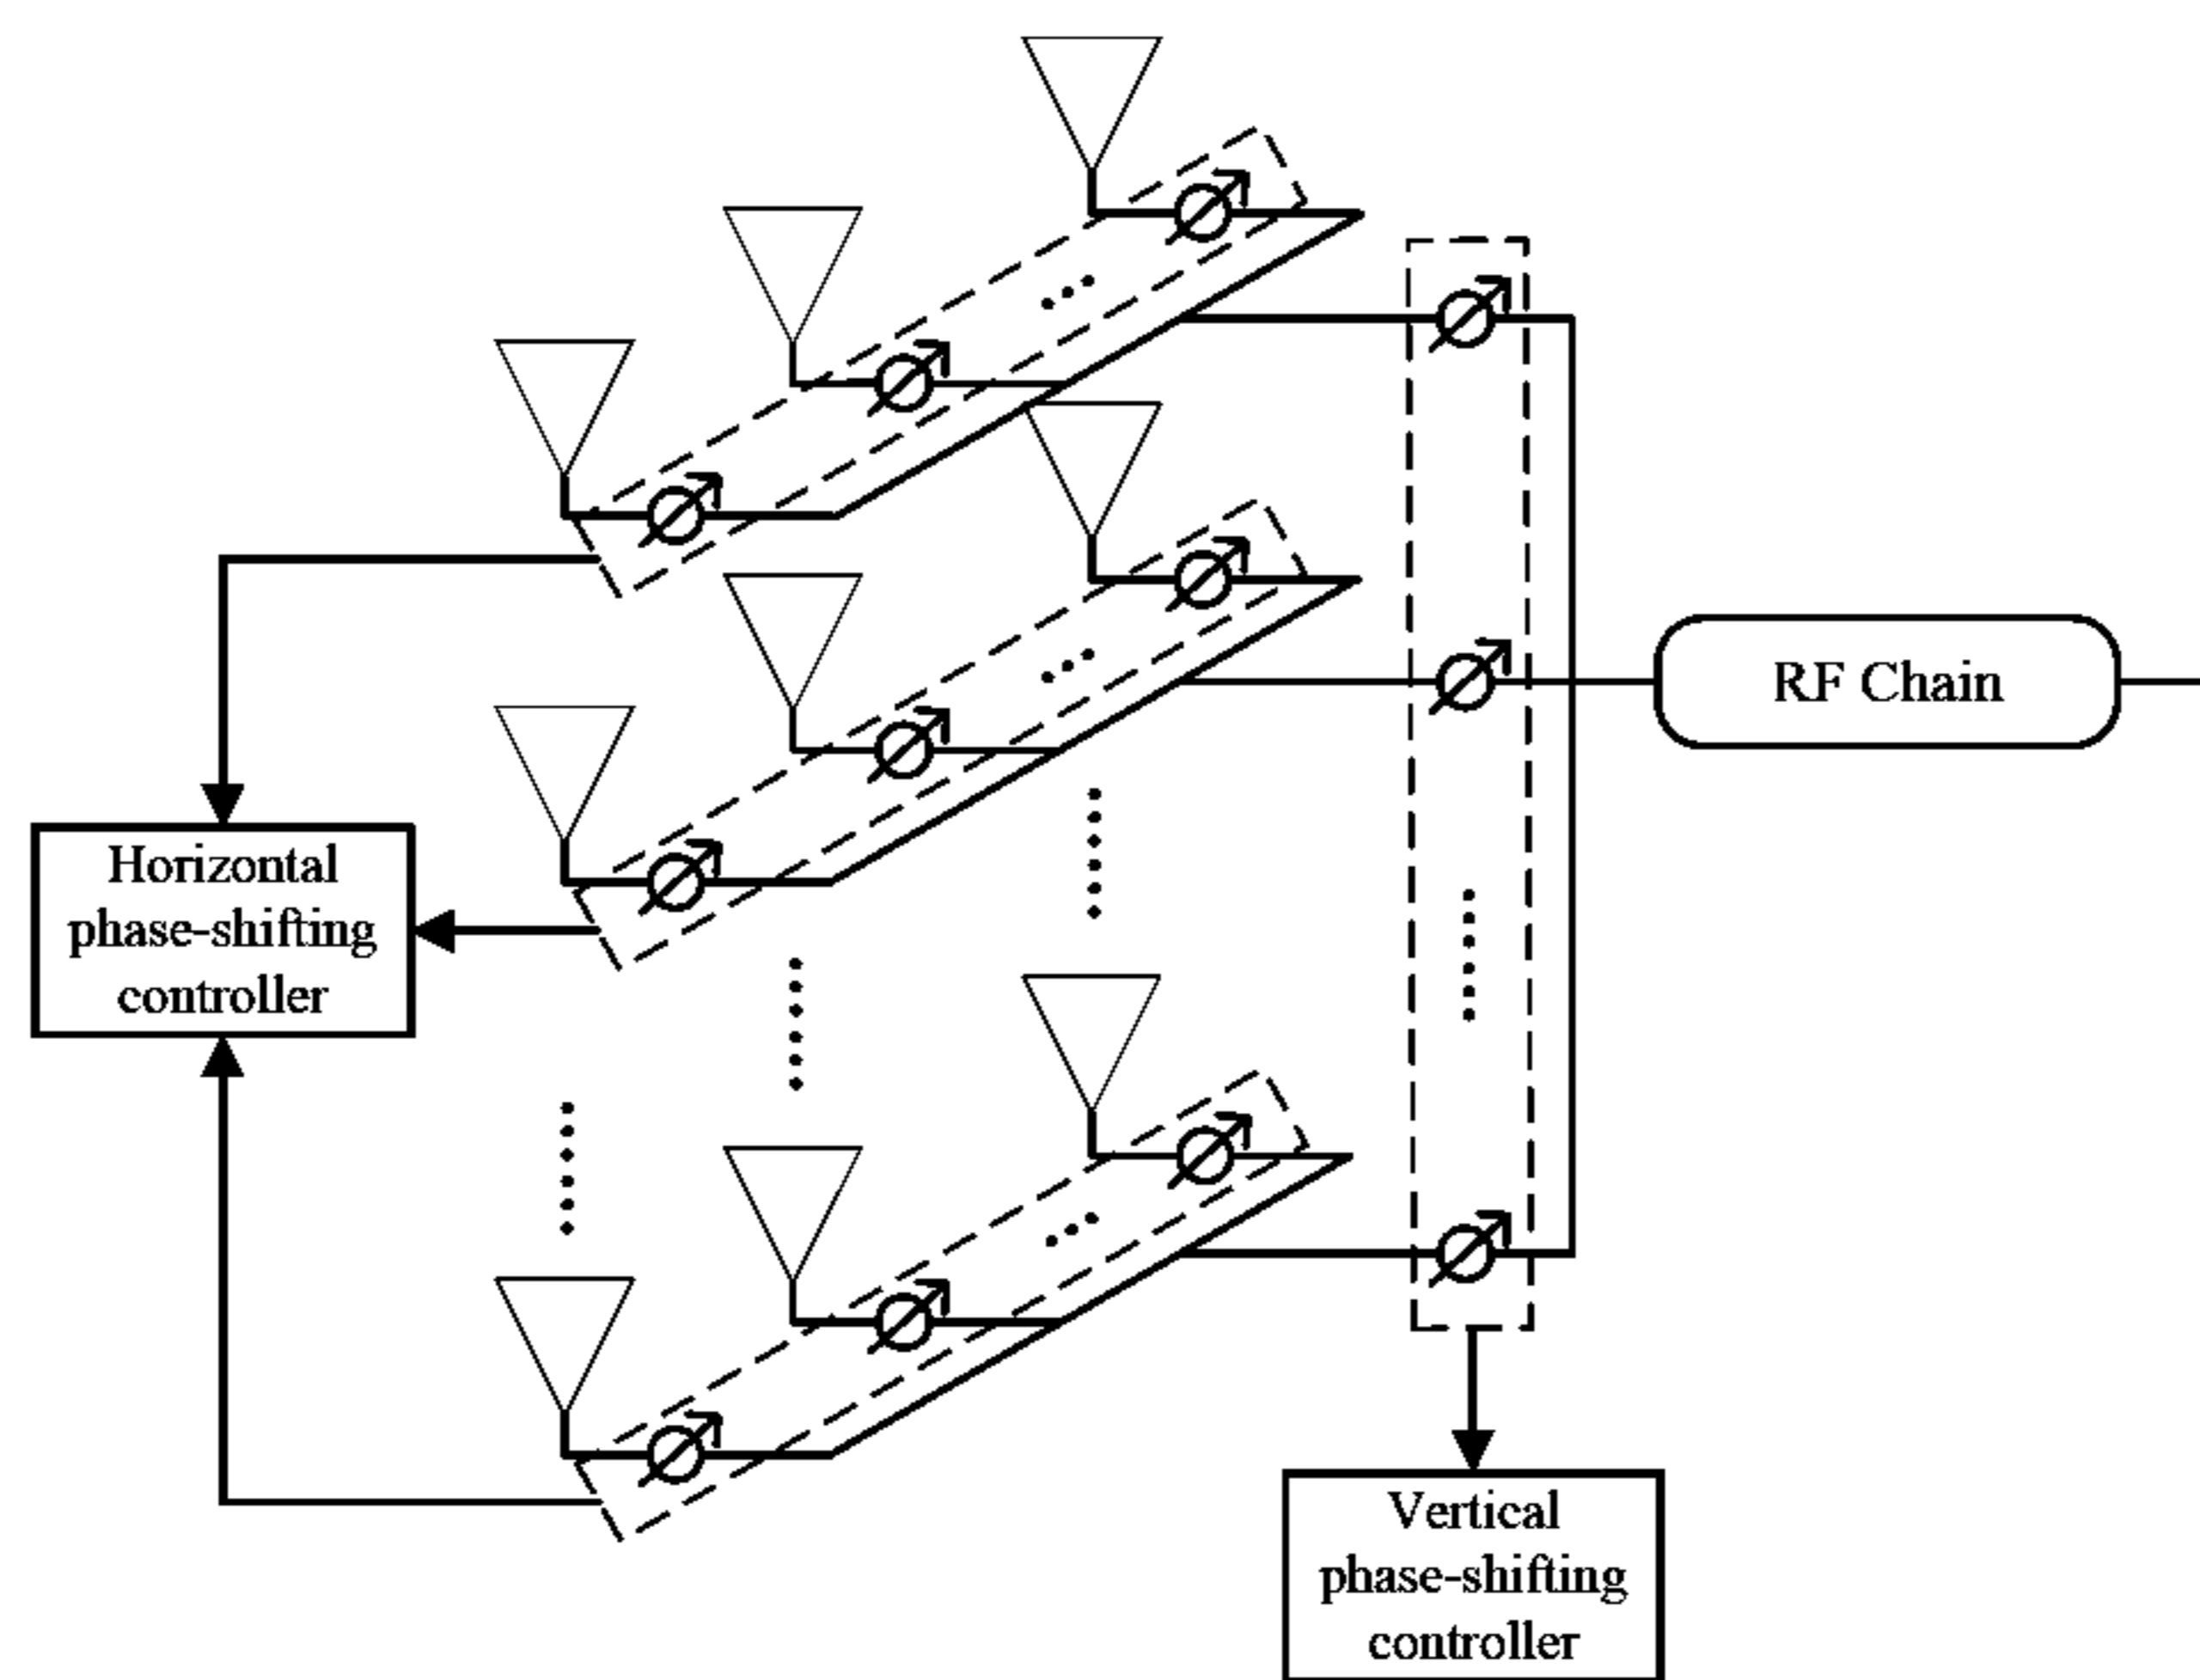 RF Chain
Horizontal
phase-shifting
controller
Vertical
phase-shifting
controller